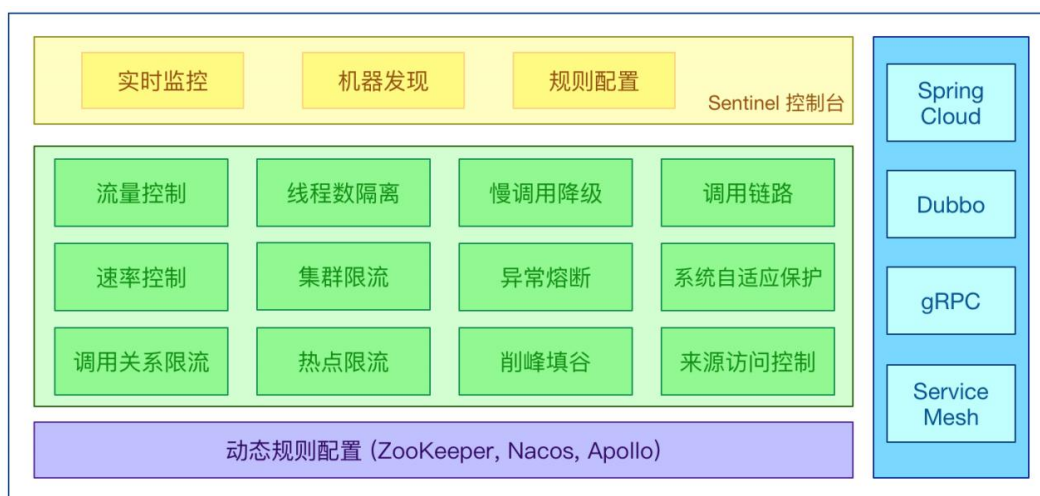 实时监控
机器发现
规则配置
Sentinel 控制台
流量控制
线程数隔离
慢调用降级
调用链路
速率控制
集群限流
异常熔断
系统自适应保护
调用关系限流
热点限流
削峰填谷
来源访问控制
动态规则配置 (ZooKeeper, Nacos, Apollo)
Spring
Cloud
Dubbo
gRPC
Service
Mesh